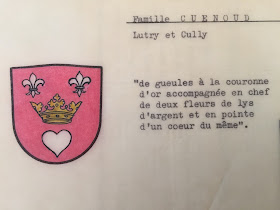 Famille CUENOUD
Lutry et Cully
"de gueules à la couronne
d'or accompagnée en chef
de deux fleurs de lys
d'argent et en pointe
d'un coeur du même".